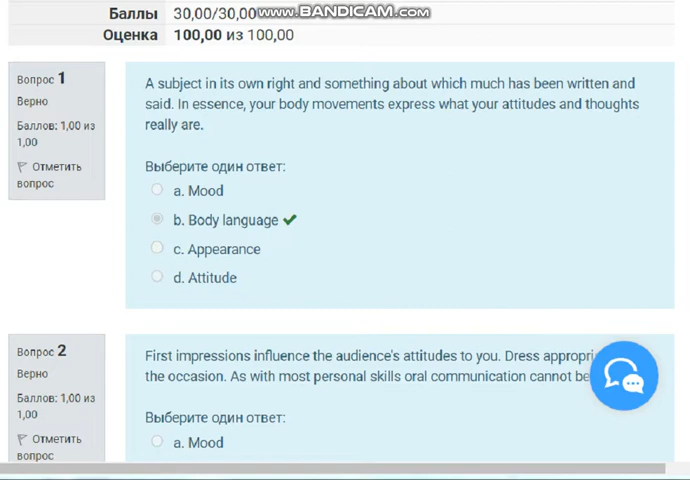 Баллы 30,00/30,00 www.BANDICAM.com
Оценка 100,00 из 100,00
Вопрос 1
Верно
Баллов: 1,00 из
1,00
Отметить
вопрос
A subject in its own right and something about which much has been written and
said. In essence, your body movements express what your attitudes and thoughts
really are.
Выберите один ответ:
a. Mood
b. Body language
c. Appearance
d. Attitude
Вопрос 2
Верно
Баллов: 1,00 из
1,00
Отметить
вопрос
First impressions influence the audience's attitudes to you. Dress
the occasion. As with most personal skills oral communication cannot be
Выберите один ответ:
a. Mood